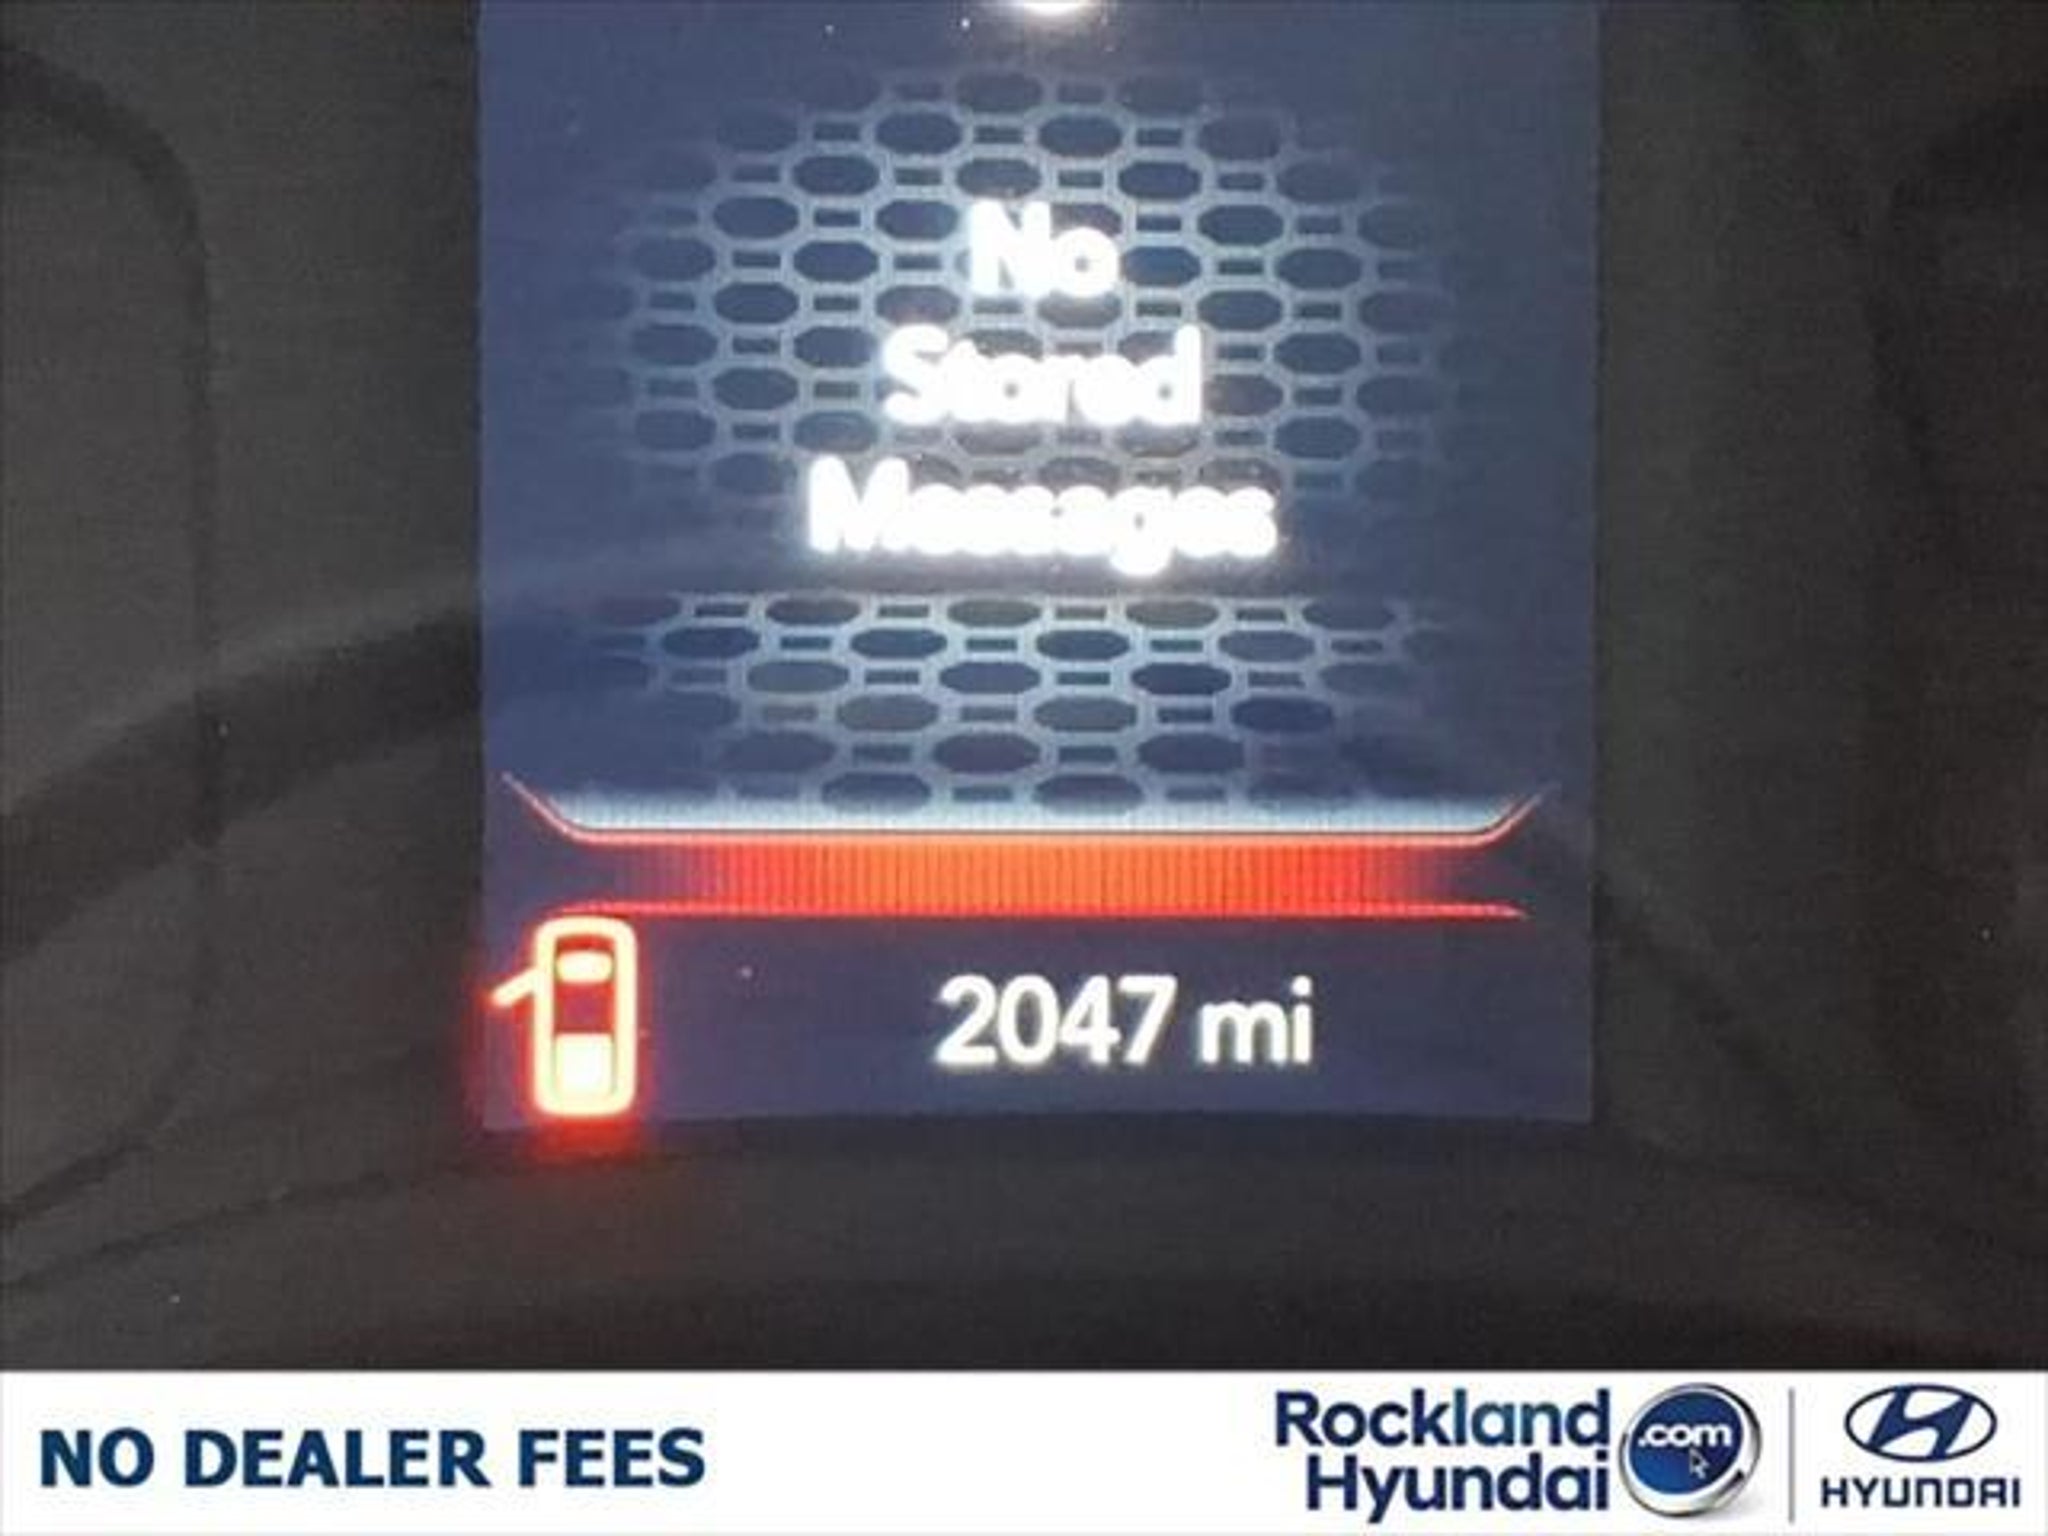 No
Stored
Messages
2047 mi
NO DEALER FEES
Rockland
Hyundai
.com
HYUNDAI